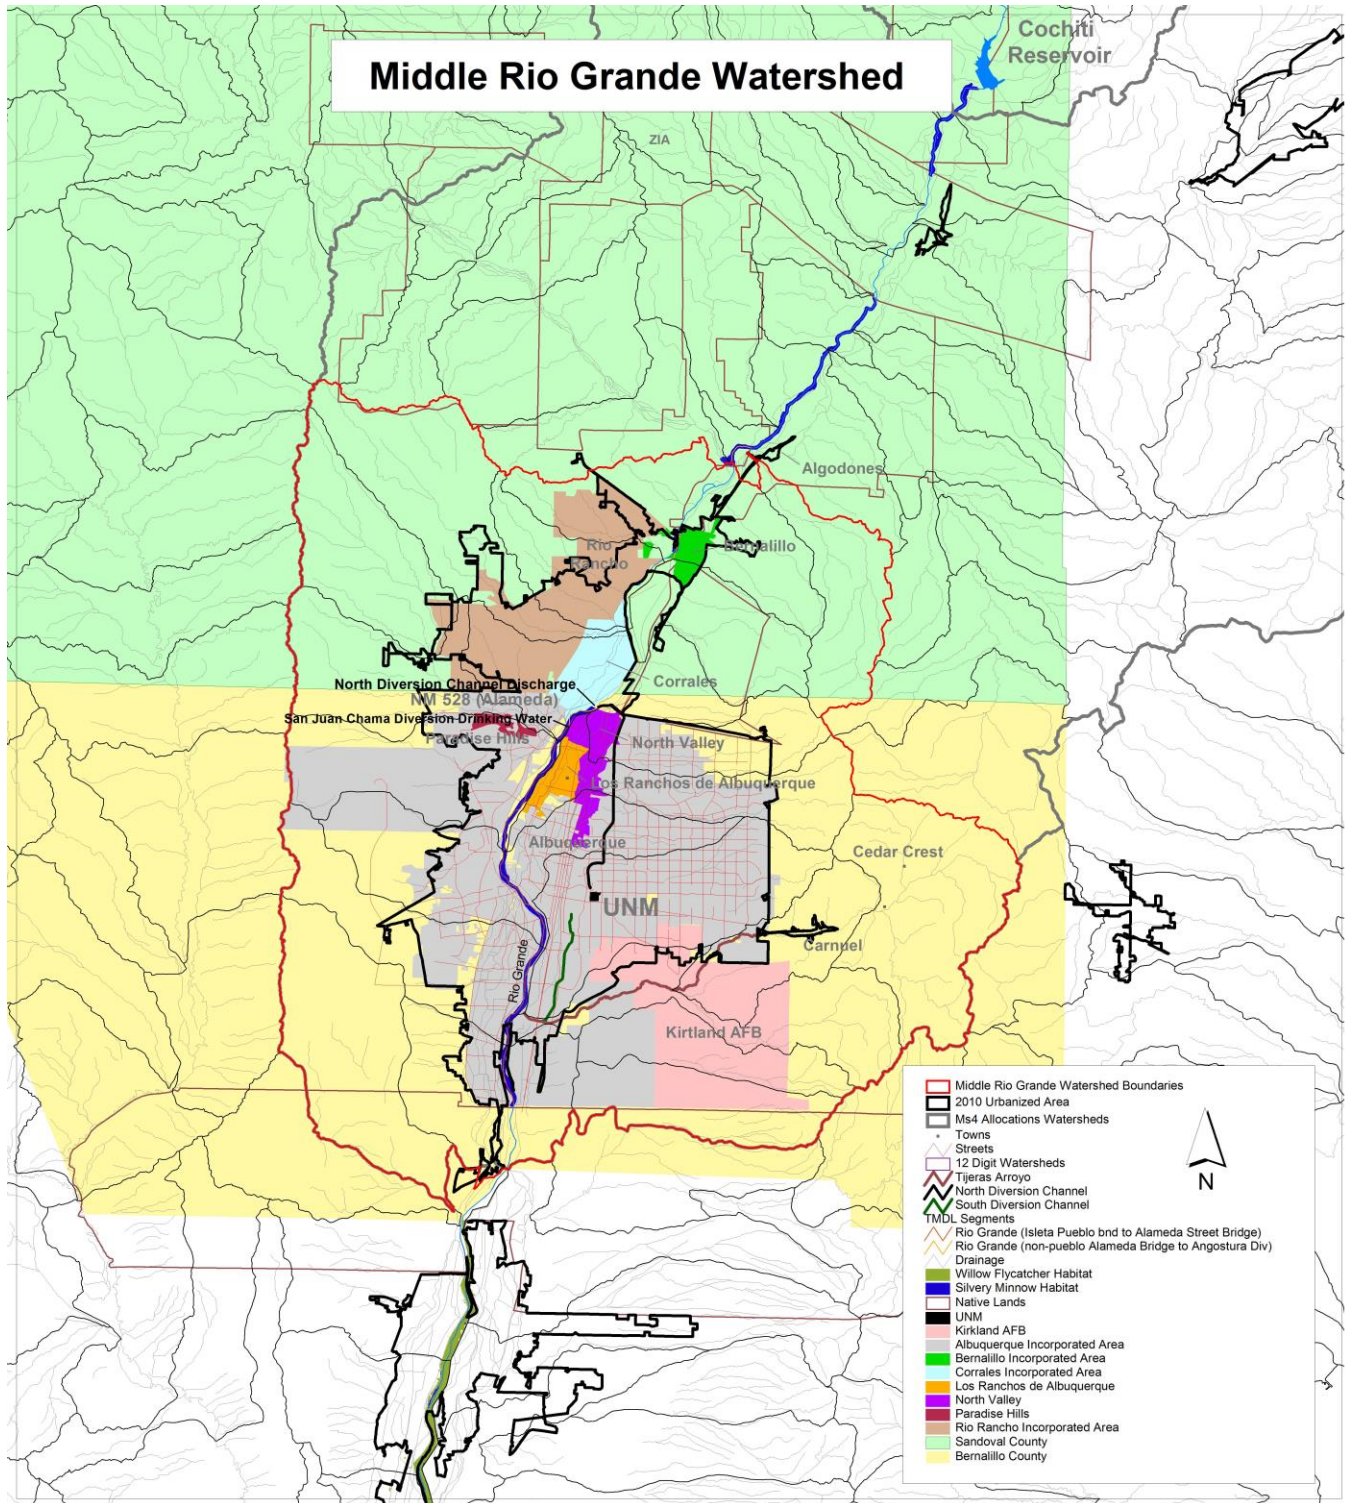 Cochiti
Reservoir
Middle Rio Grande Watershed
ZIA
Algodones
Rio
Rancho
Bernalillo
Corrales
North Diversion Channel Discharge
NM 528 (Alameda)
San Juan Chama Diversion Drinking Water
Paradise Hills
North Valley
Los Ranchos de Albuquerque
Albuquerque
Cedar Crest
UNM
Carnuel
Rio Grande
Kirtland AFB
Middle Rio Grande Watershed Boundaries
2010 Urbanized Area
Ms4 Allocations Watersheds
Towns
Streets
12 Digit Watersheds
Tijeras Arroyo
North Diversion Channel
South Diversion Channel
TMDL Segments
Rio Grande (Isleta Pueblo bnd to Alameda Street Bridge)
Rio Grande (non-pueblo Alameda Bridge to Angostura Div)
Drainage
Willow Flycatcher Habitat
Silvery Minnow Habitat
Native Lands
UNM
Kirkland AFB
Albuquerque Incorporated Area
Bernalillo Incorporated Area
Corrales Incorporated Area
Los Ranchos de Albuquerque
North Valley
Paradise Hills
Rio Rancho Incorporated Area
Sandoval County
Bernalillo County
N